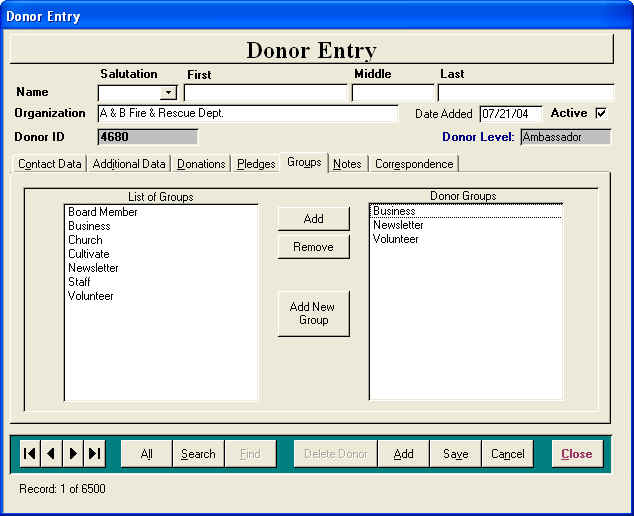 Donor Entry
Donor Entry
Salutation First Middle Last
Name
Organization A & B Fire & Rescue Dept. Date Added 07/21/04 Active
Donor ID 4680 Donor Level: Ambassador
Contact Data Additional Data Donations Pledges Groups Notes Correspondence
List of Groups Donor Groups
Board Member
Business
Church
Cultivate
Newsletter
Staff
Volunteer
Add
Remove
Add New
Group
Business
Newsletter
Volunteer
All Search Find Delete Donor Add Save Cancel Close
Record: 1 of 6500